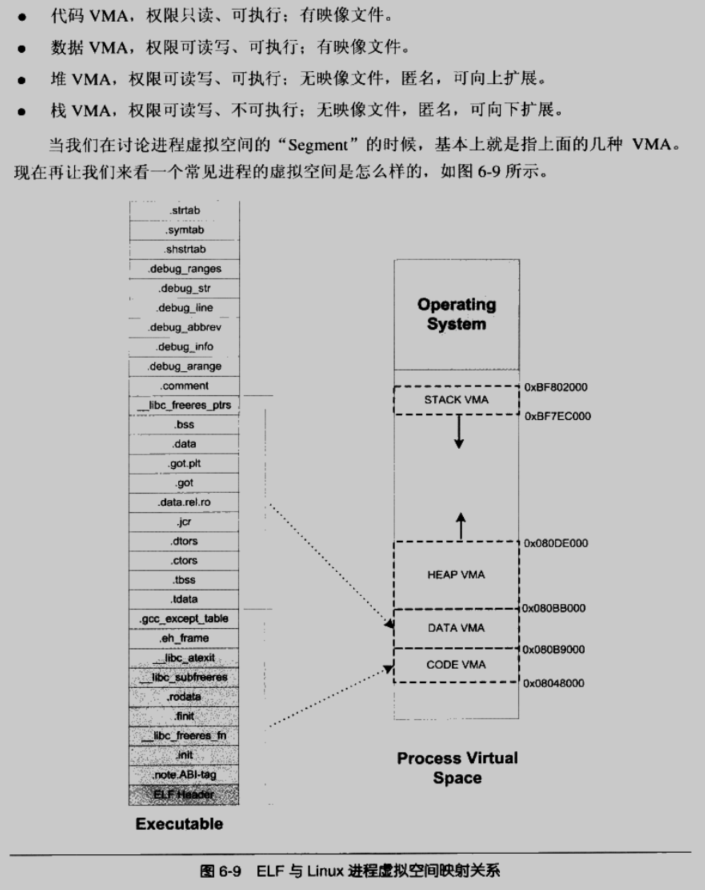 ● 代码 VMA，权限只读、可执行；有映像文件。
● 数据 VMA，权限可读写、可执行；有映像文件。
● 堆 VMA，权限可读写、可执行；无映像文件，匿名，可向上扩展。
● 栈 VMA，权限可读写、不可执行；无映像文件，匿名，可向下扩展。
当我们在讨论进程虚拟空间的“Segment”的时候，基本上就是指上面的几种 VMA。
现在再让我们来看一个常见进程的虚拟空间是怎么样的，如图 6-9 所示。
.strtab
.symtab
.shstrtab
.debug_ranges
.debug_str
.debug_line
.debug_abbrev
.debug_info
.debug_arange
.comment
__libc_freeres_ptrs
.bss
.data
.got.plt
.got
.data.rel.ro
.jcr
.dtors
.ctors
.tbss
.tdata
.gcc_except_table
.eh_frame
__libc_atexit
__libc_subfreeres
.rodata
.finit
__libc_freeres_fn
.init
.note.ABI-tag
ELF Header
Executable
Operating
System
STACK VMA
0xBF802000
0xBF7EC000
0x080DE000
HEAP VMA
0x080BB000
DATA VMA
0x080B9000
CODE VMA
0x08048000
Process Virtual
Space
图 6-9 ELF 与 Linux 进程虚拟空间映射关系